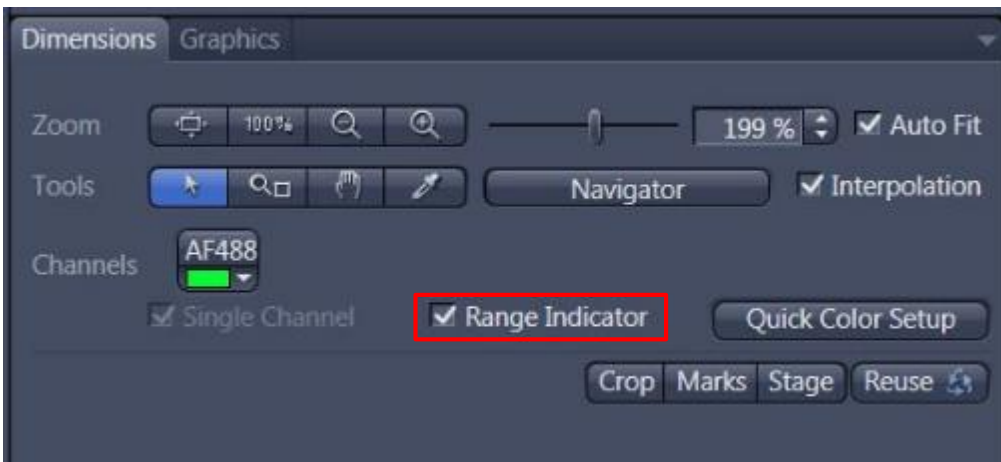 Dimensions Graphics
Zoom 100% 199 % Auto Fit
Tools Navigator Interpolation
Channels AF488
Single Channel Range Indicator Quick Color Setup
Crop Marks Stage Reuse